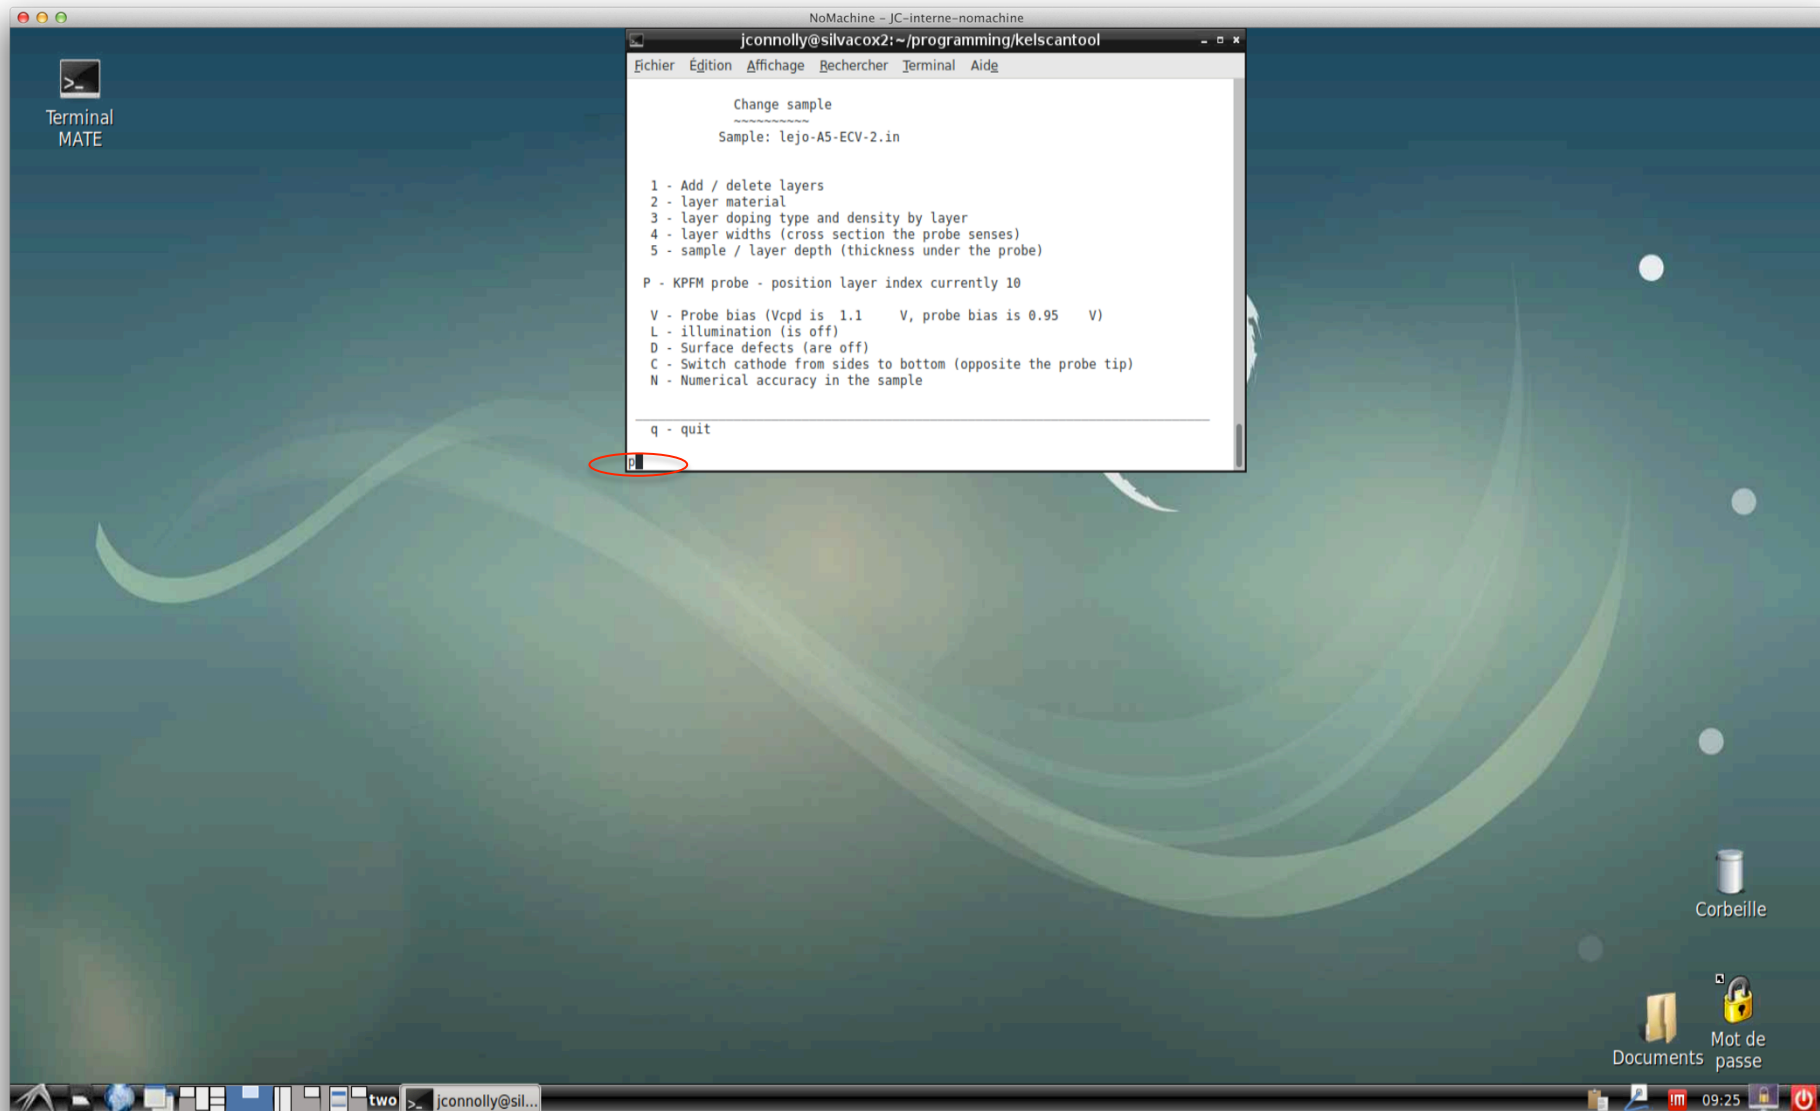 NoMachine - JC-interne-nomachine
jconnolly@silvacox2:~/programming/kelscantool
Fichier Édition Affichage Rechercher Terminal Aide
Change sample
~~~~~~~~~~
Sample: lejo-A5-ECV-2.in
1 - Add / delete layers
2 - layer material
3 - layer doping type and density by layer
4 - layer widths (cross section the probe senses)
5 - sample / layer depth (thickness under the probe)
P - KPFM probe - position layer index currently 10
V - Probe bias (Vcpd is 1.1 V, probe bias is 0.95 V)
L - illumination (is off)
D - Surface defects (are off)
C - Switch cathode from sides to bottom (opposite the probe tip)
N - Numerical accuracy in the sample
q - quit
p
Terminal
MATE
Corbeille
Documents
Mot de
passe
two
jconnolly@sil...
!M
09:25